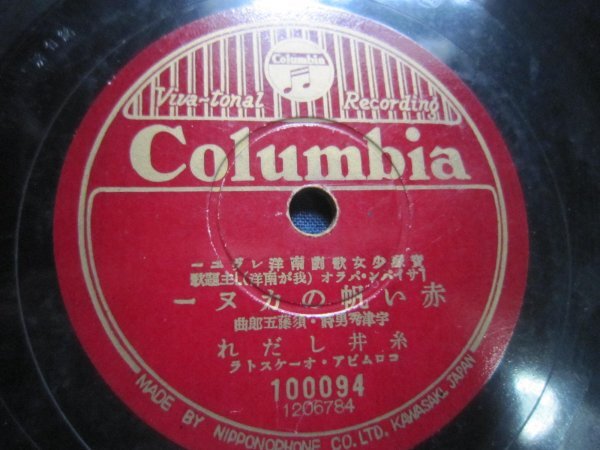 Columbia
Viva-tonal Recording
Columbia
寶塚少女歌劇南洋レヴユー
『サイパン・パラオ(我が南洋)』主題歌
赤い帆のカヌー
宇津秀男詩・須藤五郎曲
糸井しだれ
コロムビア・オーケストラ
100094
1206784
MADE BY NIPPONOPHONE CO. LTD. KAWASAKI, JAPAN